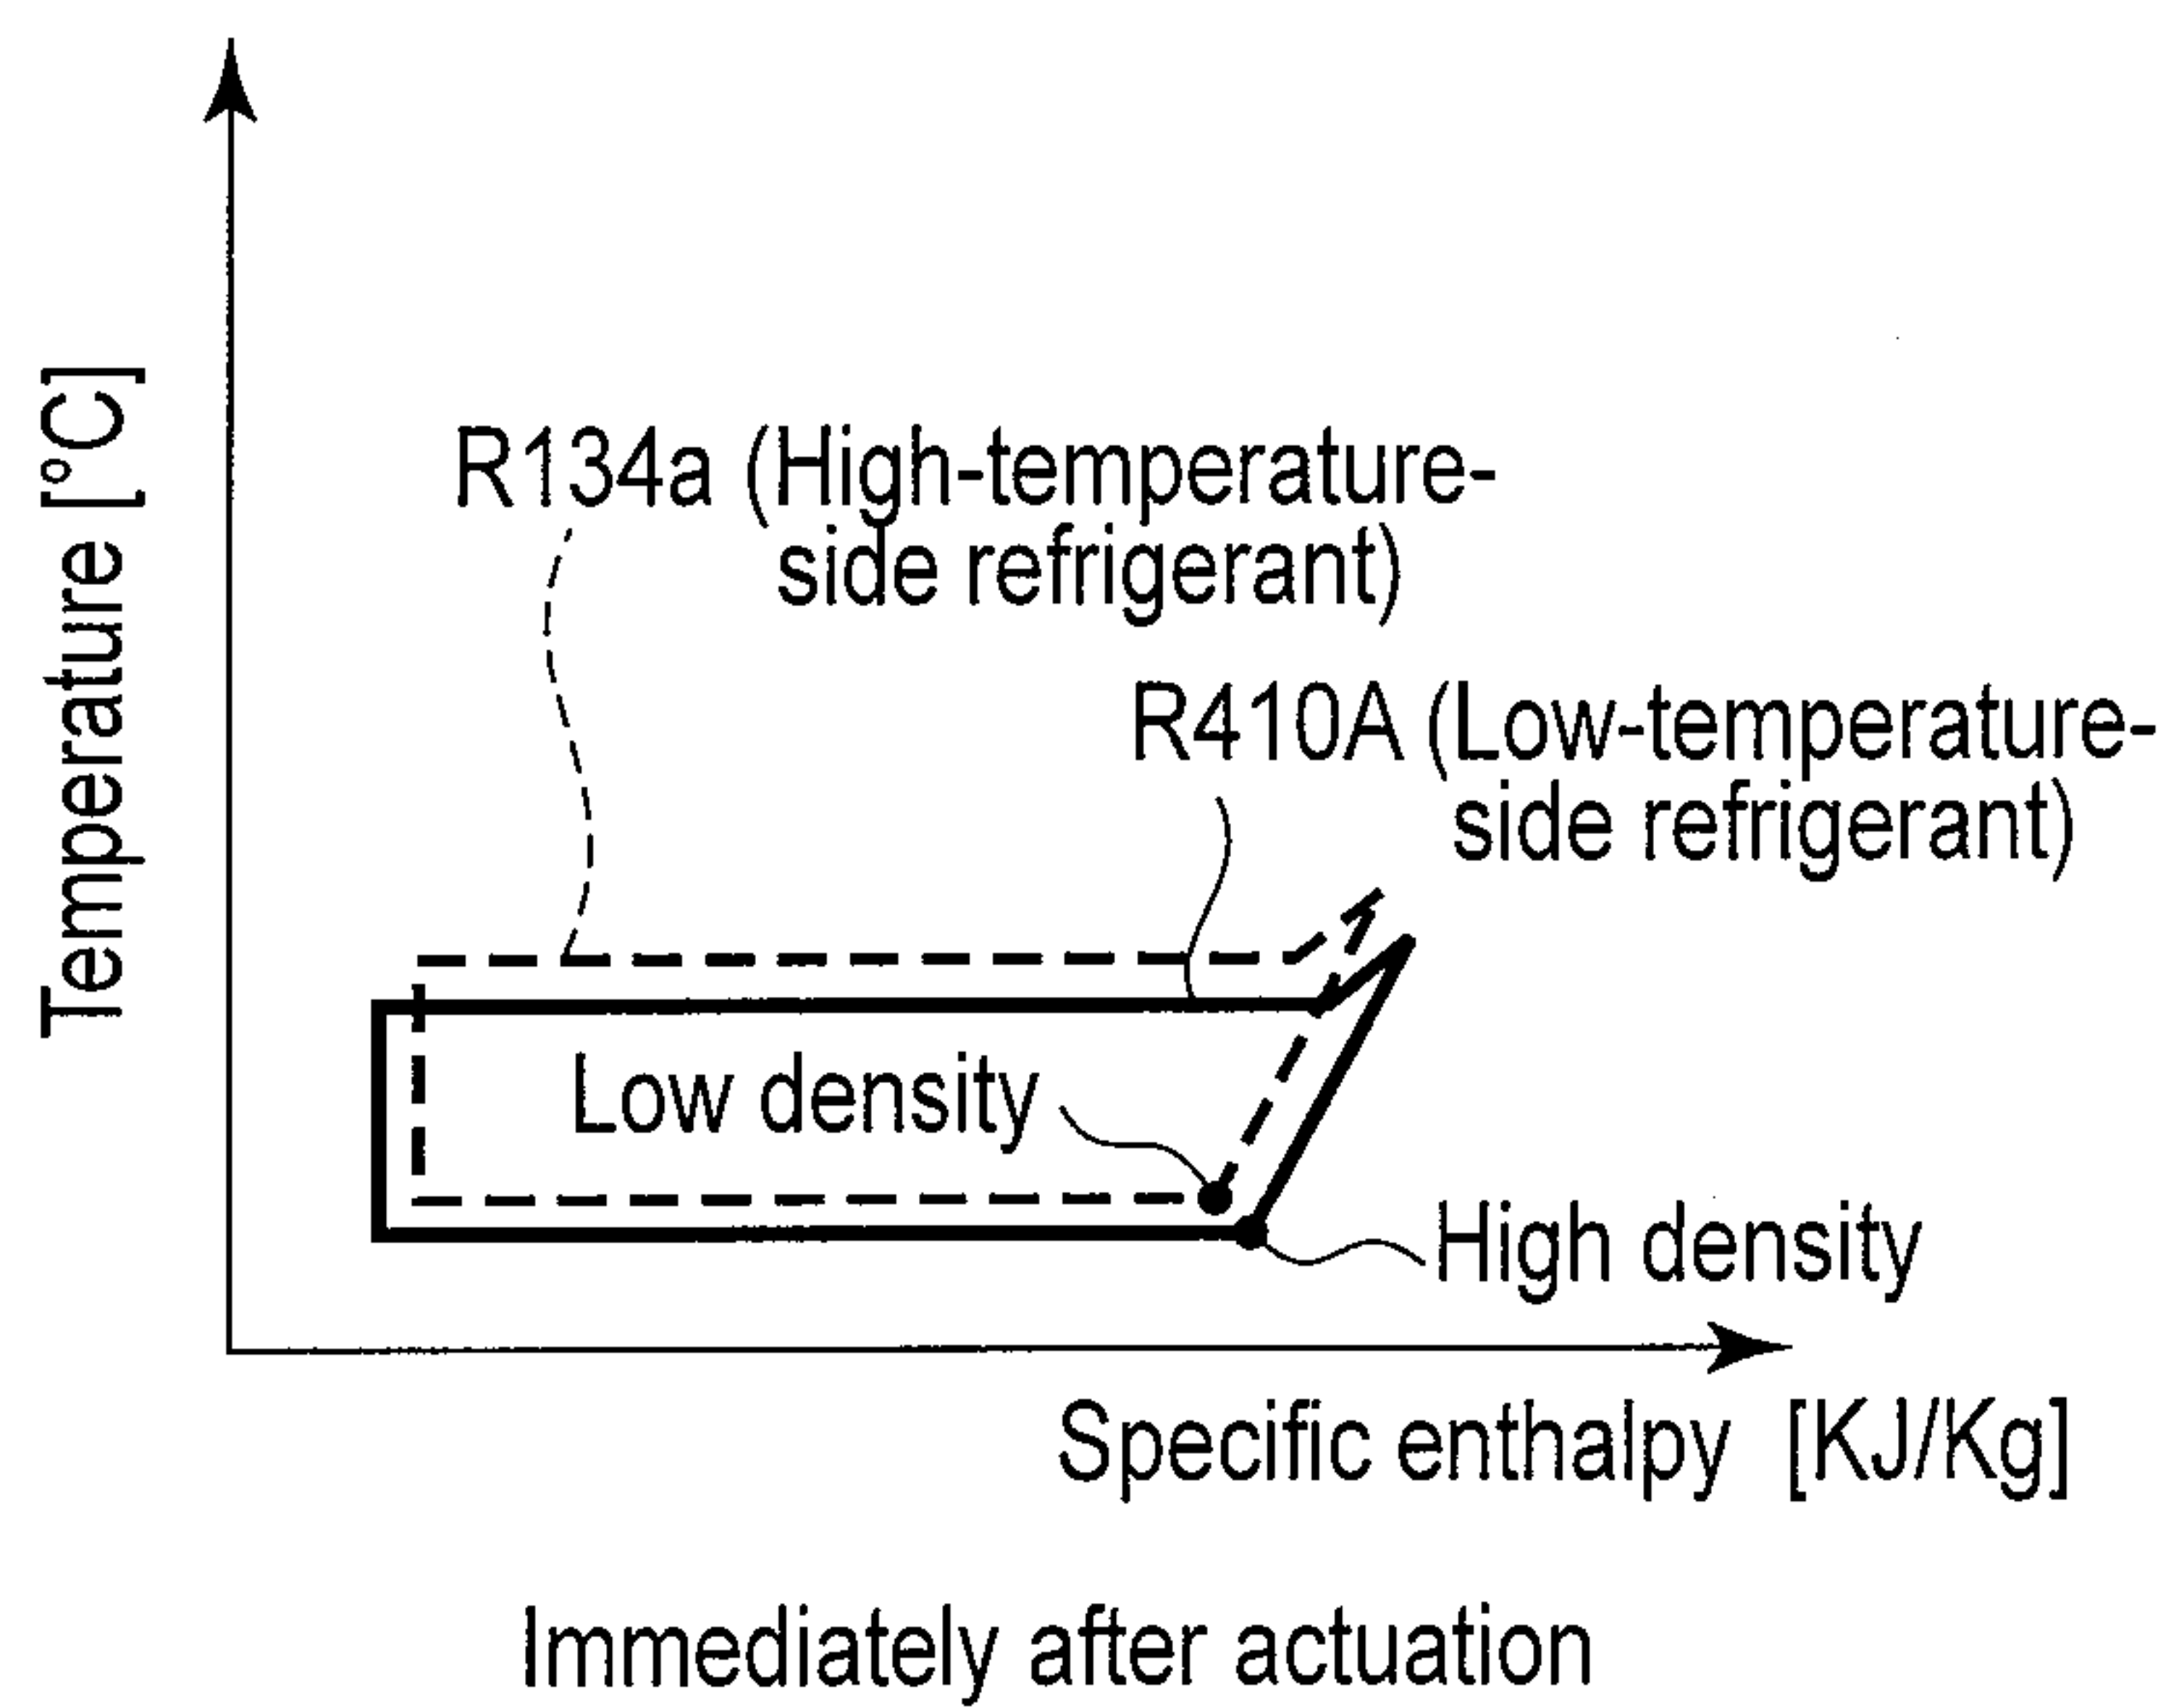 Temperature [°C]
R134a (High-temperature-
side refrigerant)
R410A (Low-temperature-
side refrigerant)
Low density
High density
Specific enthalpy [KJ/Kg]
Immediately after actuation